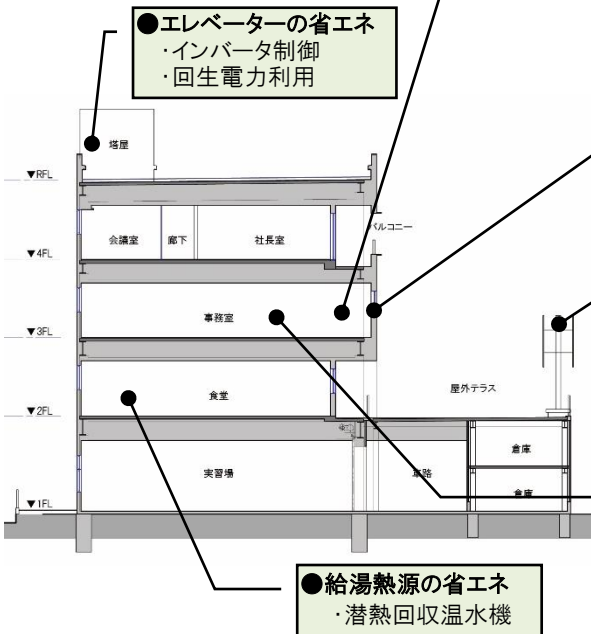 ●エレベーターの省エネ
・インバータ制御
・回生電力利用
塔屋
▼RFL
バルコニー
会議室
廊下
社長室
▼4FL
事務室
▼3FL
食堂
屋外テラス
▼2FL
倉庫
実習場
車路
倉庫
▼1FL
●給湯熱源の省エネ
・潜熱回収温水機